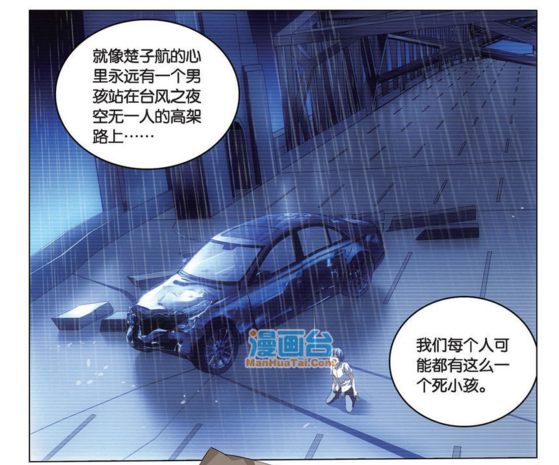 就像楚子航的心
里永远有一个男
孩站在台风之夜
空无一人的高架
路上……
漫画台
ManHuaTai.Com
我们每个人可
能都有这么一
个死小孩。